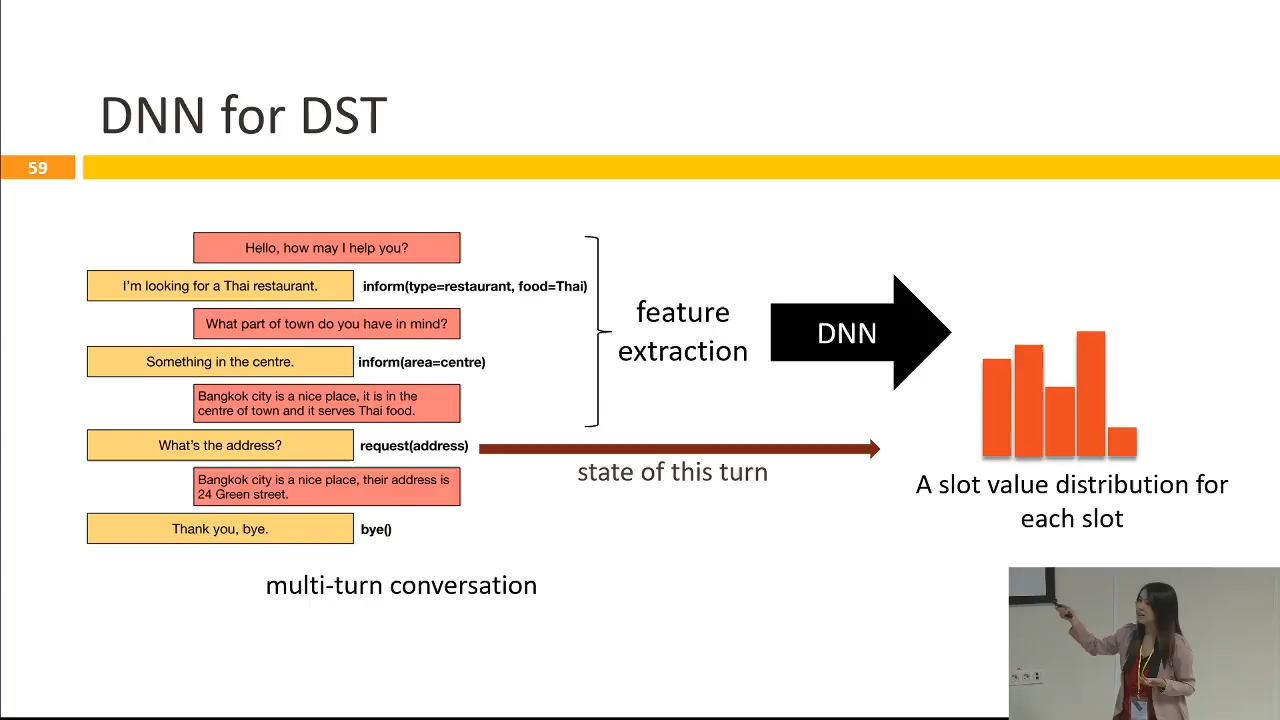 DNN for DST
59
Hello, how may I help you?
I'm looking for a Thai restaurant.
inform(type=restaurant, food=Thai)
What part of town do you have in mind?
Something in the centre.
inform(area=centre)
Bangkok city is a nice place, it is in the
centre of town and it serves Thai food.
What's the address?
request(address)
Bangkok city is a nice place, their address is
24 Green street.
Thank you, bye.
bye()
multi-turn conversation
feature
extraction
DNN
state of this turn
A slot value distribution for
each slot